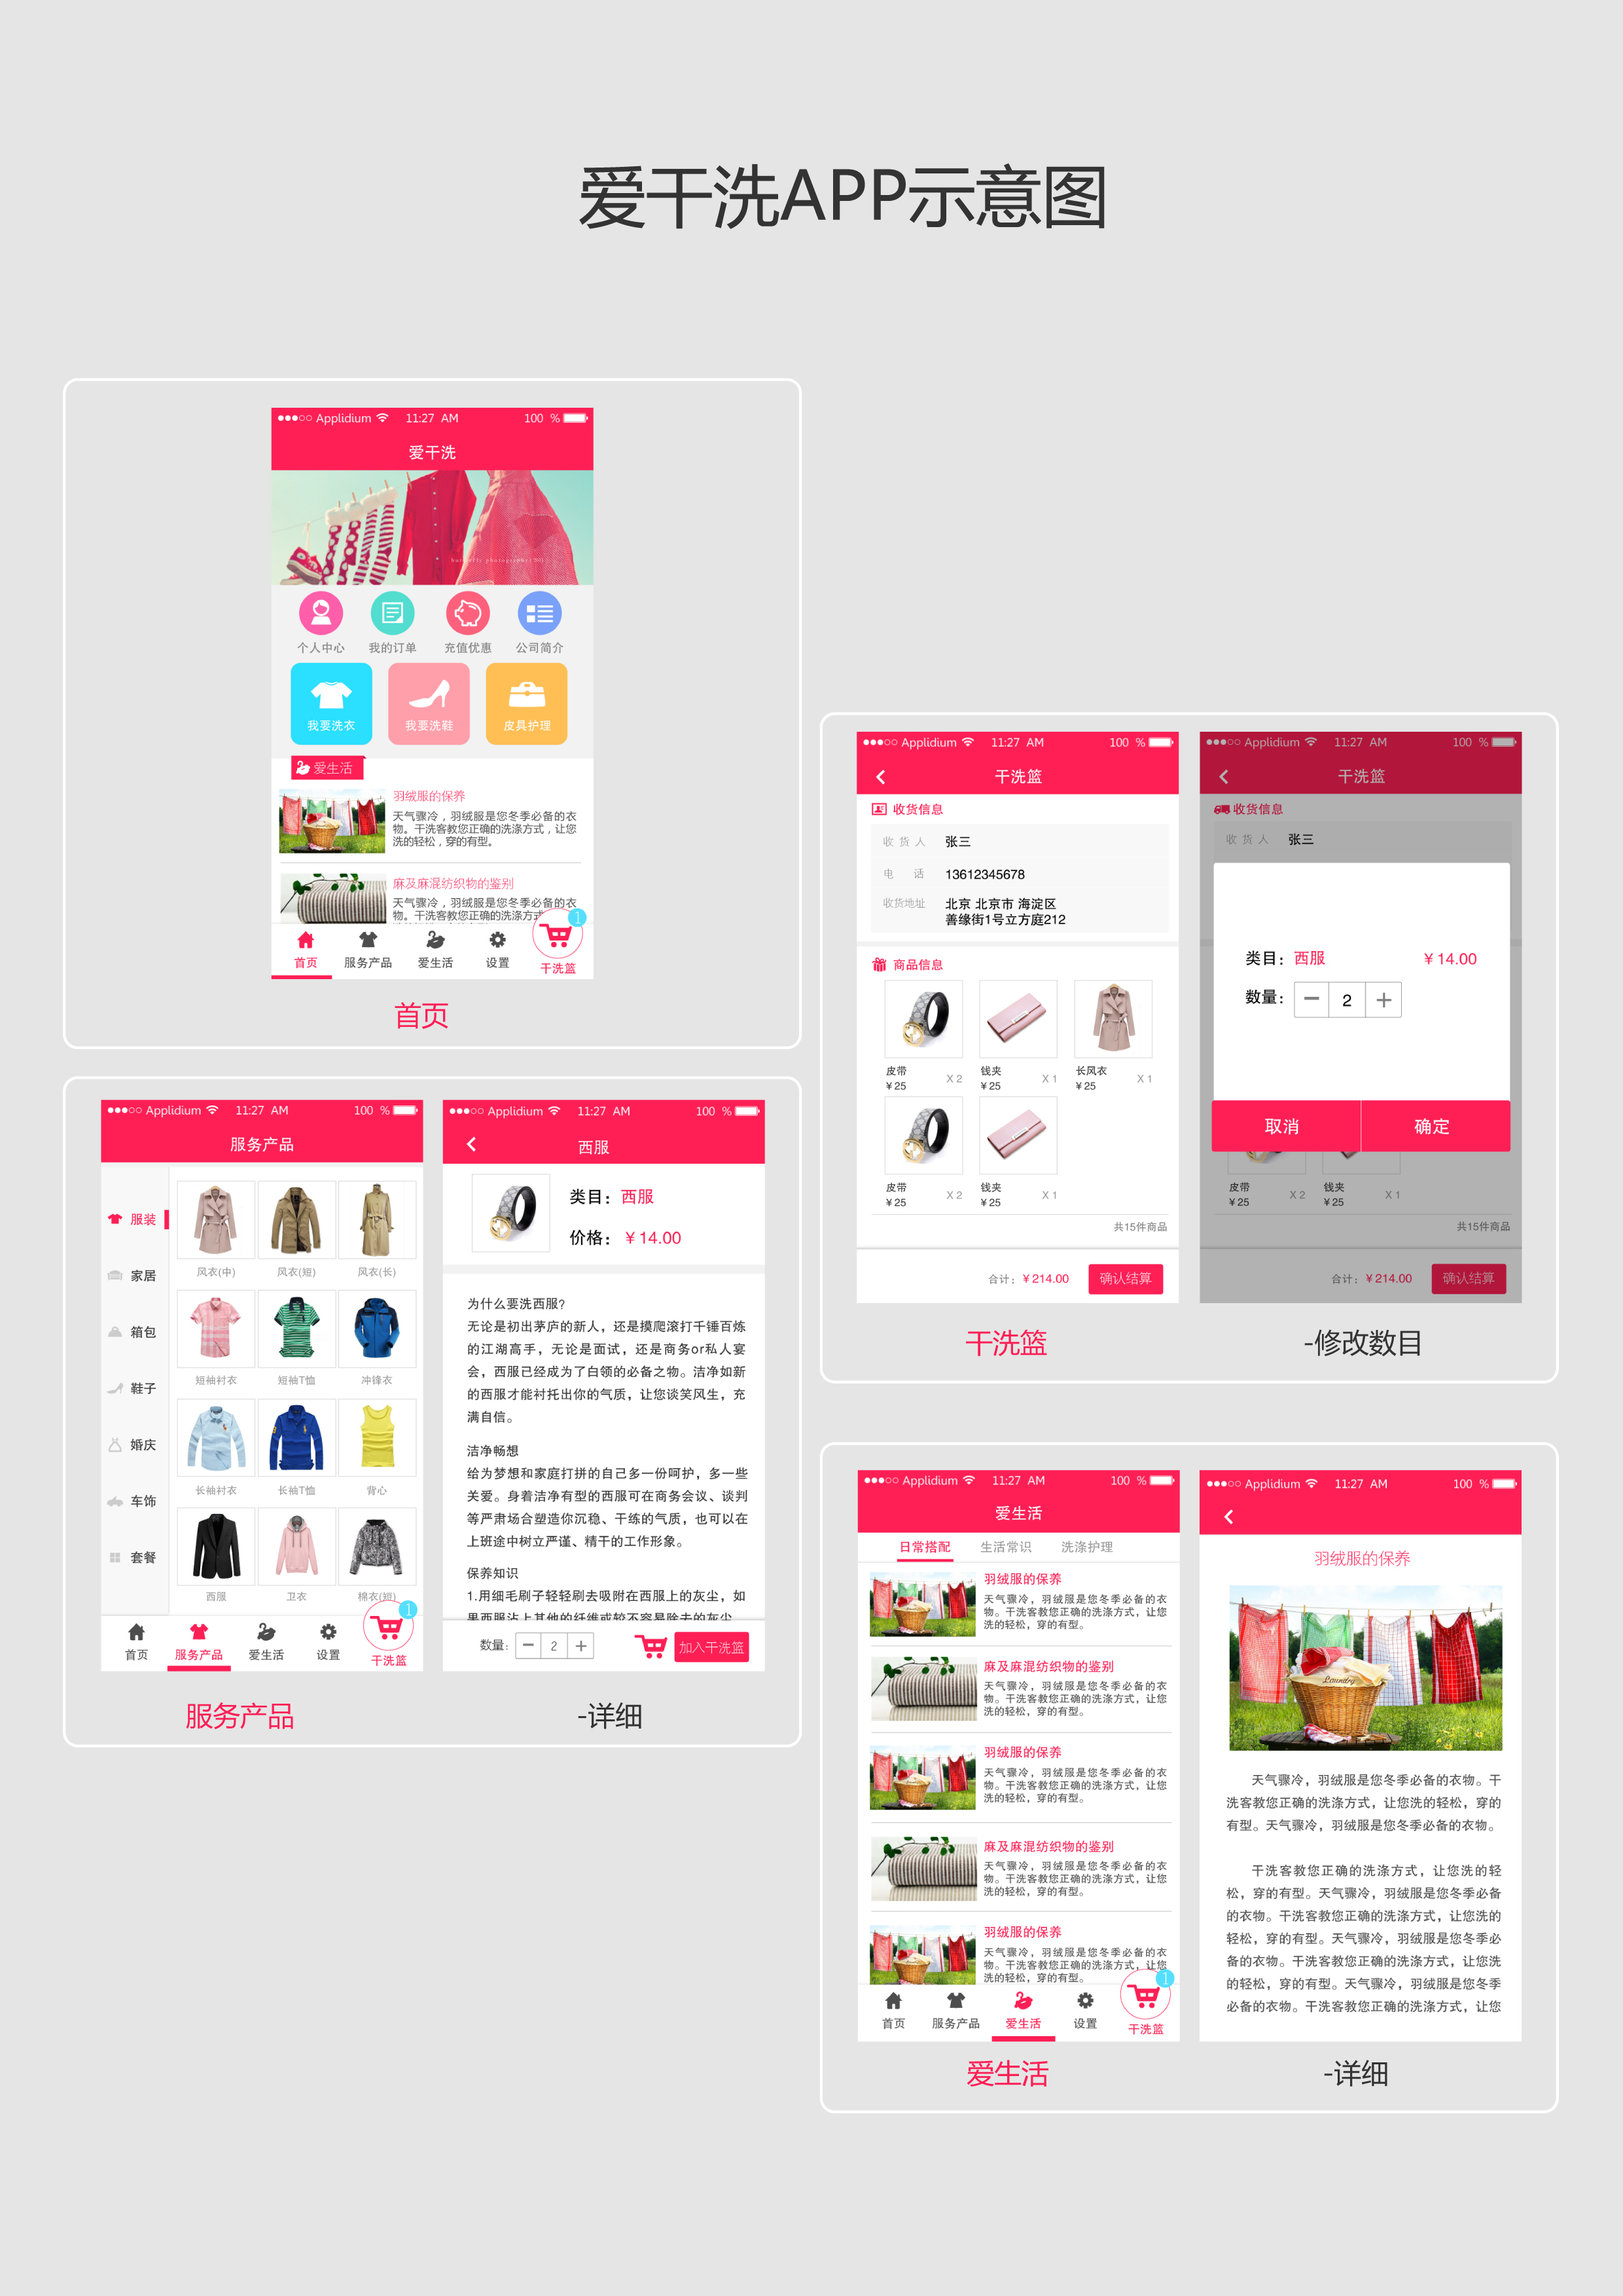 爱干洗APP示意图
Applidium 11:27 AM 100 %
爱干洗
个人中心 我的订单 充值优惠 公司简介
我要洗衣 我要洗鞋 皮具护理
爱生活
羽绒服的保养
天气骤冷，羽绒服是您冬季必备的衣
物。干洗客教您正确的洗涤方式，让您
洗的轻松，穿的有型。
麻及麻混纺织物的鉴别
天气骤冷，羽绒服是您冬季必备的衣
物。干洗客教您正确的洗涤方式
1
首页 服务产品 爱生活 设置 干洗篮
首页
Applidium 11:27 AM 100 %
服务产品
服装
家居
箱包
鞋子
婚庆
车饰
套餐
风衣(中) 风衣(短) 风衣(长)
短袖衬衣 短袖T恤 冲锋衣
长袖衬衣 长袖T恤 背心
西服 卫衣 棉衣(短)
1
首页 服务产品 爱生活 设置 干洗篮
服务产品
Applidium 11:27 AM 100 %
西服
类目：西服
价格：￥14.00
为什么要洗西服?
无论是初出茅庐的新人，还是摸爬滚打千锤百炼
的江湖高手，无论是面试，还是商务or私人宴
会，西服已经成为了白领的必备之物。洁净如新
的西服才能衬托出你的气质，让您谈笑风生，充
满自信。
洁净畅想
给为梦想和家庭打拼的自己多一份呵护，多一些
关爱。身着洁净有型的西服可在商务会议、谈判
等严肃场合塑造你沉稳、干练的气质，也可以在
上班途中树立严谨、精干的工作形象。
保养知识
1.用细毛刷子轻轻刷去吸附在西服上的灰尘，如
果西服沾上其他的纤维或较不容易除去的灰尘
数量： 2 加入干洗篮
-详细
Applidium 11:27 AM 100 %
干洗篮
收货信息
收 货 人 张三
电 话 13612345678
收货地址 北京 北京市 海淀区
善缘街1号立方庭212
商品信息
皮带 钱夹 长风衣
￥25 X 2 ￥25 X 1 ￥25 X 1
皮带 钱夹
￥25 X 2 ￥25 X 1
共15件商品
合计：￥214.00 确认结算
干洗篮
Applidium 11:27 AM 100 %
干洗篮
收货信息
收 货 人 张三
类目：西服 ￥14.00
数量： 2
取消 确定
皮带 钱夹
￥25 X 2 ￥25 X 1
共15件商品
合计：￥214.00 确认结算
-修改数目
Applidium 11:27 AM 100 %
爱生活
日常搭配 生活常识 洗涤护理
羽绒服的保养
天气骤冷，羽绒服是您冬季必备的衣
物。干洗客教您正确的洗涤方式，让您
洗的轻松，穿的有型。
麻及麻混纺织物的鉴别
天气骤冷，羽绒服是您冬季必备的衣
物。干洗客教您正确的洗涤方式，让您
洗的轻松，穿的有型。
羽绒服的保养
天气骤冷，羽绒服是您冬季必备的衣
物。干洗客教您正确的洗涤方式，让您
洗的轻松，穿的有型。
麻及麻混纺织物的鉴别
天气骤冷，羽绒服是您冬季必备的衣
物。干洗客教您正确的洗涤方式，让您
洗的轻松，穿的有型。
羽绒服的保养
天气骤冷，羽绒服是您冬季必备的衣
物。干洗客教您正确的洗涤方式，让您
洗的轻松，穿的有型。
1
首页 服务产品 爱生活 设置 干洗篮
爱生活
Applidium 11:27 AM 100 %
羽绒服的保养
Laundry
天气骤冷，羽绒服是您冬季必备的衣物。干
洗客教您正确的洗涤方式，让您洗的轻松，穿的
有型。天气骤冷，羽绒服是您冬季必备的衣物。
干洗客教您正确的洗涤方式，让您洗的轻
松，穿的有型。天气骤冷，羽绒服是您冬季必备
的衣物。干洗客教您正确的洗涤方式，让您洗的
轻松，穿的有型。天气骤冷，羽绒服是您冬季必
备的衣物。干洗客教您正确的洗涤方式，让您洗
的轻松，穿的有型。天气骤冷，羽绒服是您冬季
必备的衣物。干洗客教您正确的洗涤方式，让您
-详细